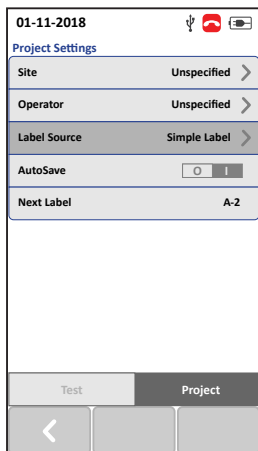 01-11-2018
Project Settings
Site Unspecified
Operator Unspecified
Label Source Simple Label
AutoSave O I
Next Label A-2
Test Project